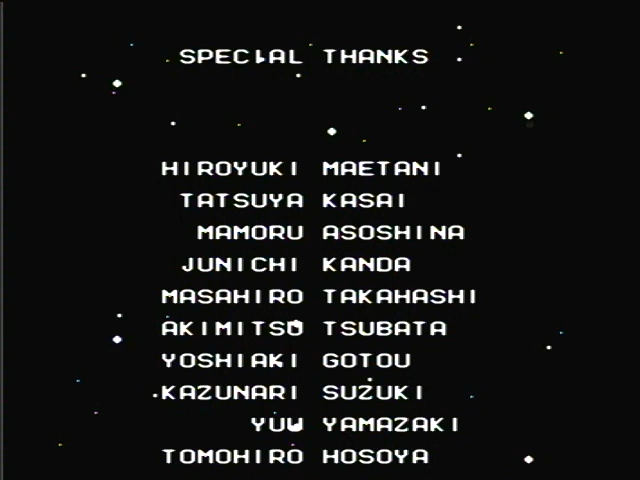 SPECIAL THANKS
HIROYUKI MAETANI
TATSUYA KASAI
MAMORU ASOSHINA
JUNICHI KANDA
MASAHIRO TAKAHASHI
AKIMITSU TSUBATA
YOSHIAKI GOTOU
KAZUNARI SUZUKI
YUW YAMAZAKI
TOMOHIRO HOSOYA